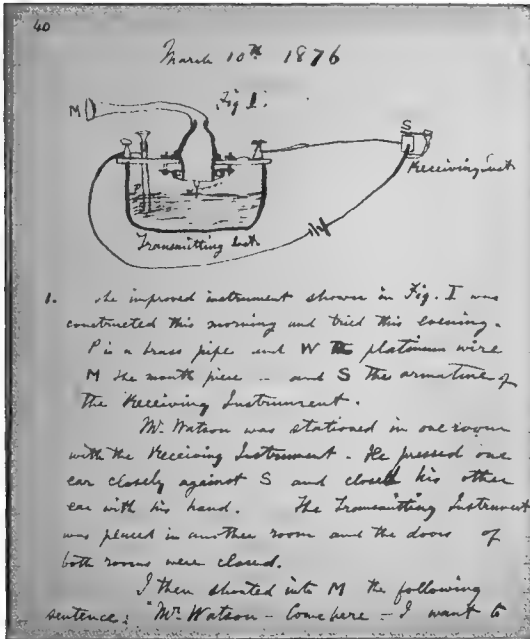 40
March 10th 1876
Fig I.
M
S
Receiving Inst
P
Transmitting Inst
1. The improved instrument shown in Fig. I was
constructed this morning and tried this evening.
P is a brass pipe and W the platinum wire
M the mouth piece - and S the armature of
the Receiving Instrument.
Mr. Watson was stationed in one room
with the Receiving Instrument. He pressed one
ear closely against S and closed his other
ear with his hand. The Transmitting Instrument
was placed in another room and the doors of
both rooms were closed.
I then shouted into M the following
sentence: "Mr. Watson - Come here - I want to